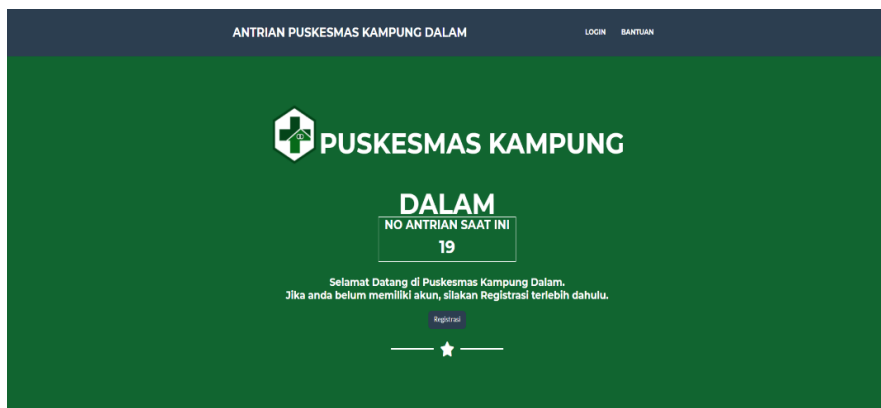 ANTRIAN PUSKESMAS KAMPUNG DALAM LOGIN BANTUAN
PUSKESMAS KAMPUNG
DALAM
NO ANTRIAN SAAT INI
19
Selamat Datang di Puskesmas Kampung Dalam.
Jika anda belum memiliki akun, silakan Registrasi terlebih dahulu.
Registrasi